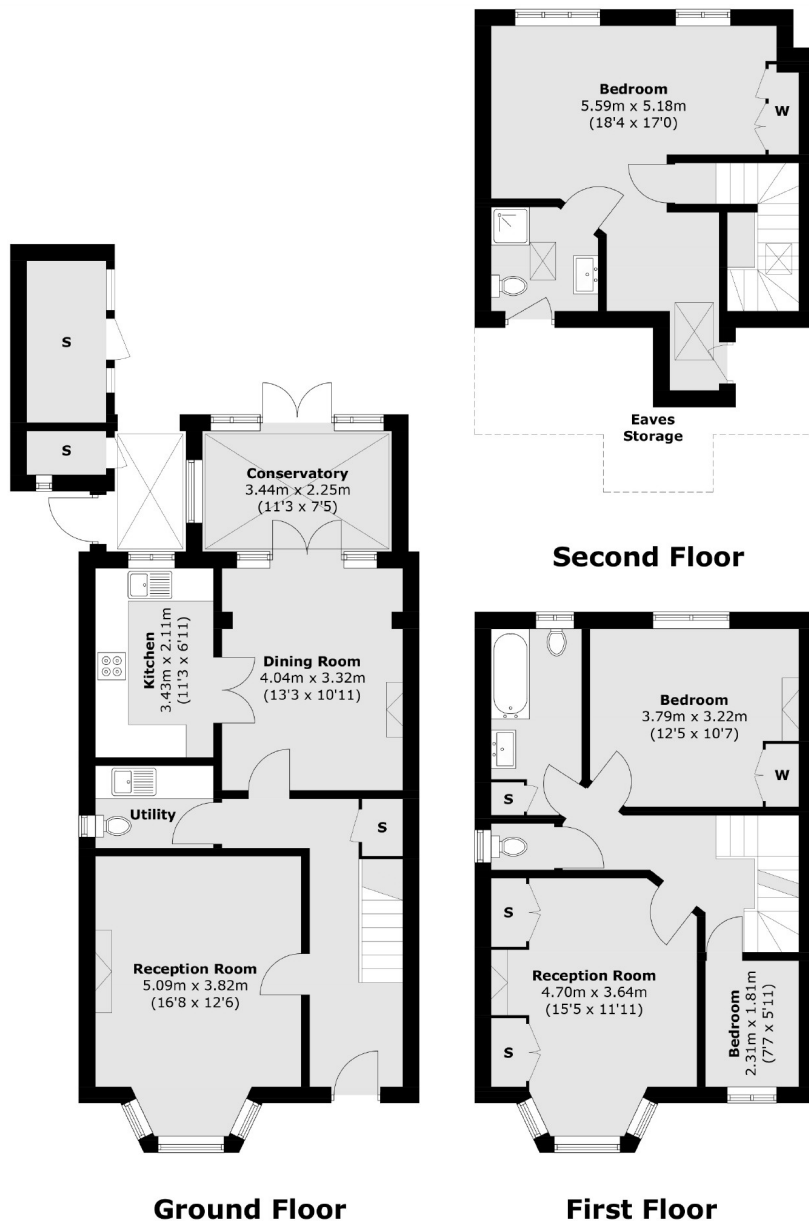 Bedroom
5.59m x 5.18m
(18'4 x 17'0)
W
Eaves
Storage
Second Floor
S
S
Conservatory
3.44m x 2.25m
(11'3 x 7'5)
Kitchen
3.43m x 2.11m
(11'3 x 6'11)
Dining Room
4.04m x 3.32m
(13'3 x 10'11)
Utility
S
Reception Room
5.09m x 3.82m
(16'8 x 12'6)
Ground Floor
Bedroom
3.79m x 3.22m
(12'5 x 10'7)
W
S
S
Reception Room
4.70m x 3.64m
(15'5 x 11'11)
S
Bedroom
2.31m x 1.81m
(7'7 x 5'11)
First Floor